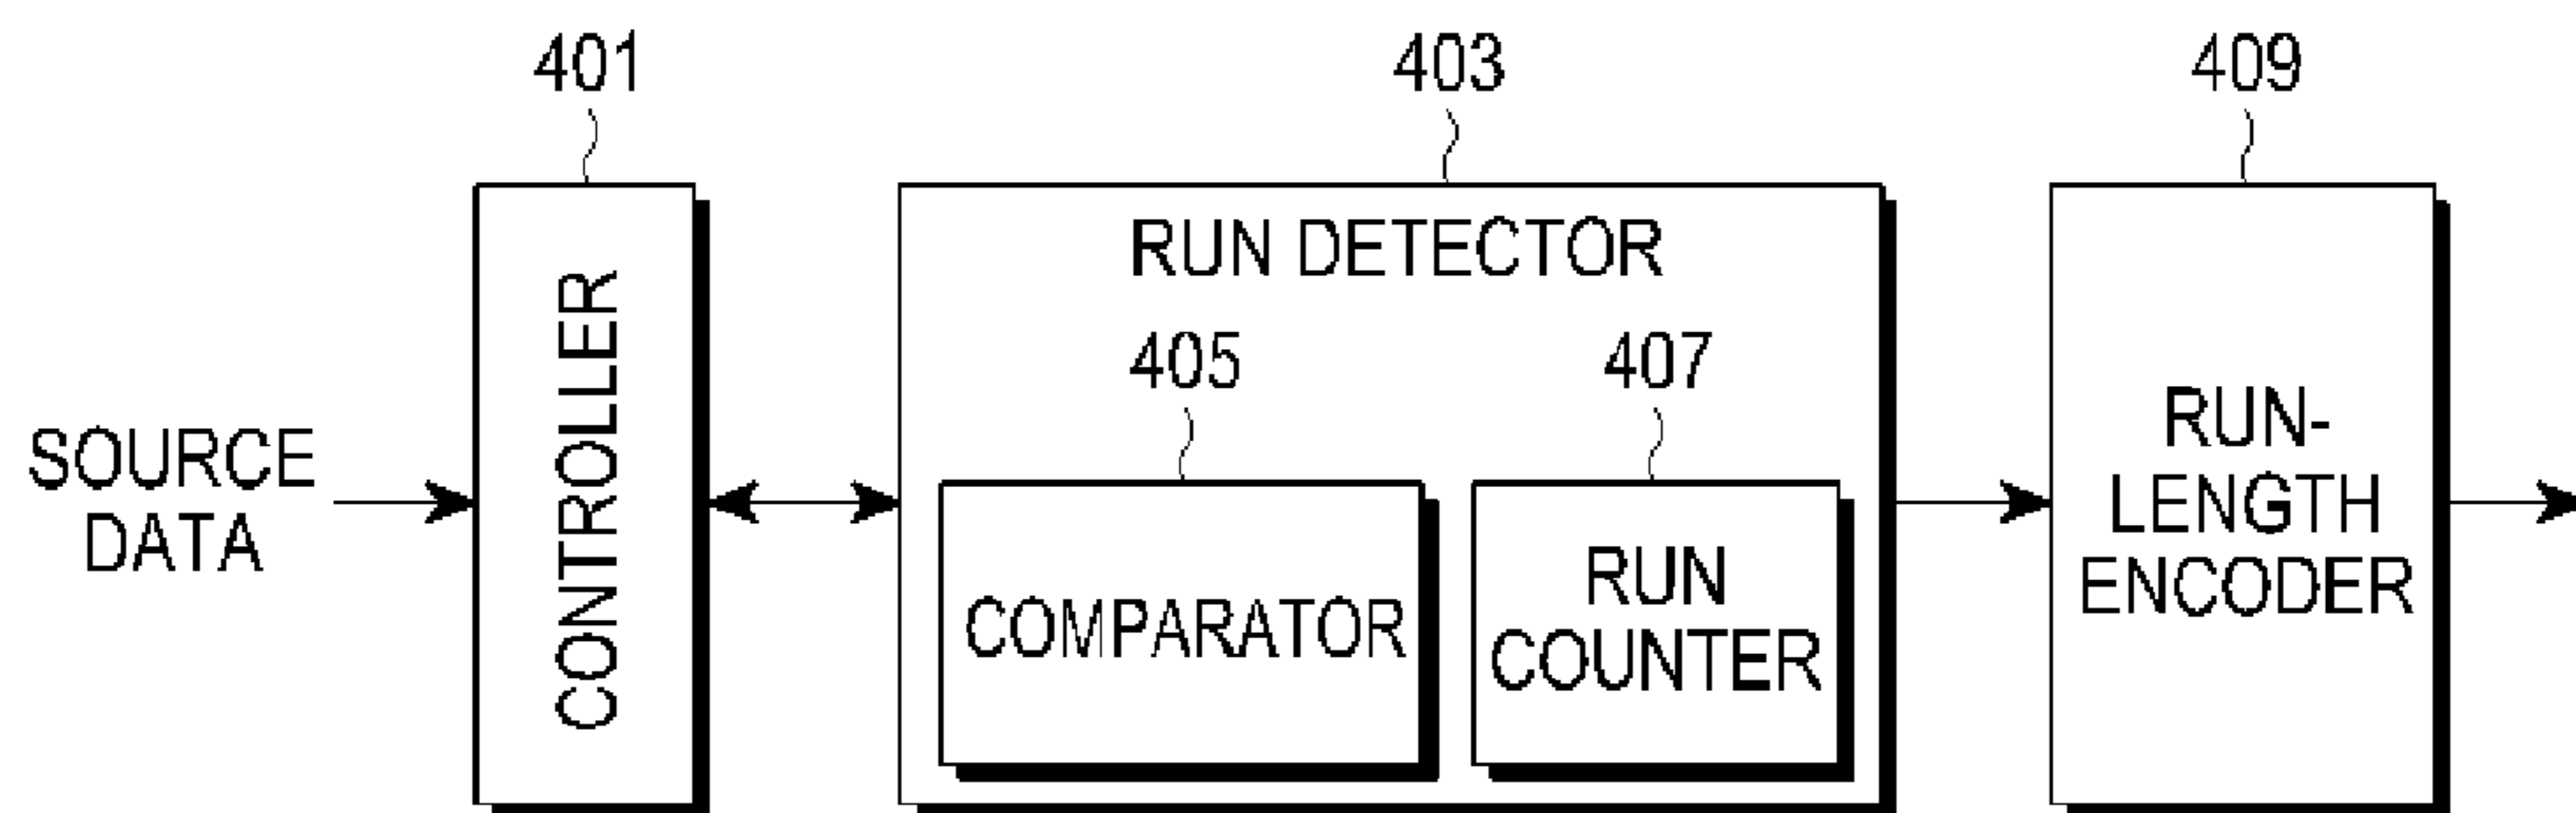 401
403
409
RUN DETECTOR
405
407
SOURCE
DATA
CONTROLLER
COMPARATOR
RUN
COUNTER
RUN-
LENGTH
ENCODER